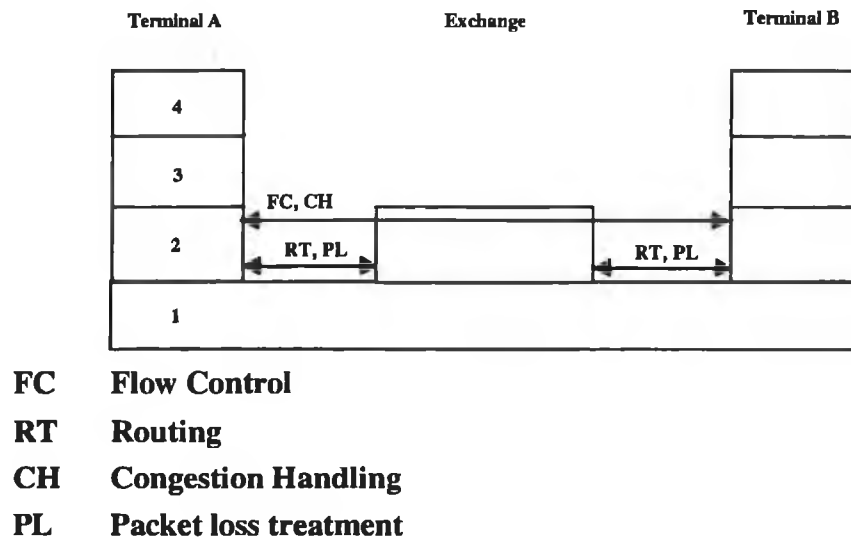 Terminal A Exchange Terminal B
4
3
FC, CH
2 RT, PL RT, PL
1
FC Flow Control
RT Routing
CH Congestion Handling
PL Packet loss treatment